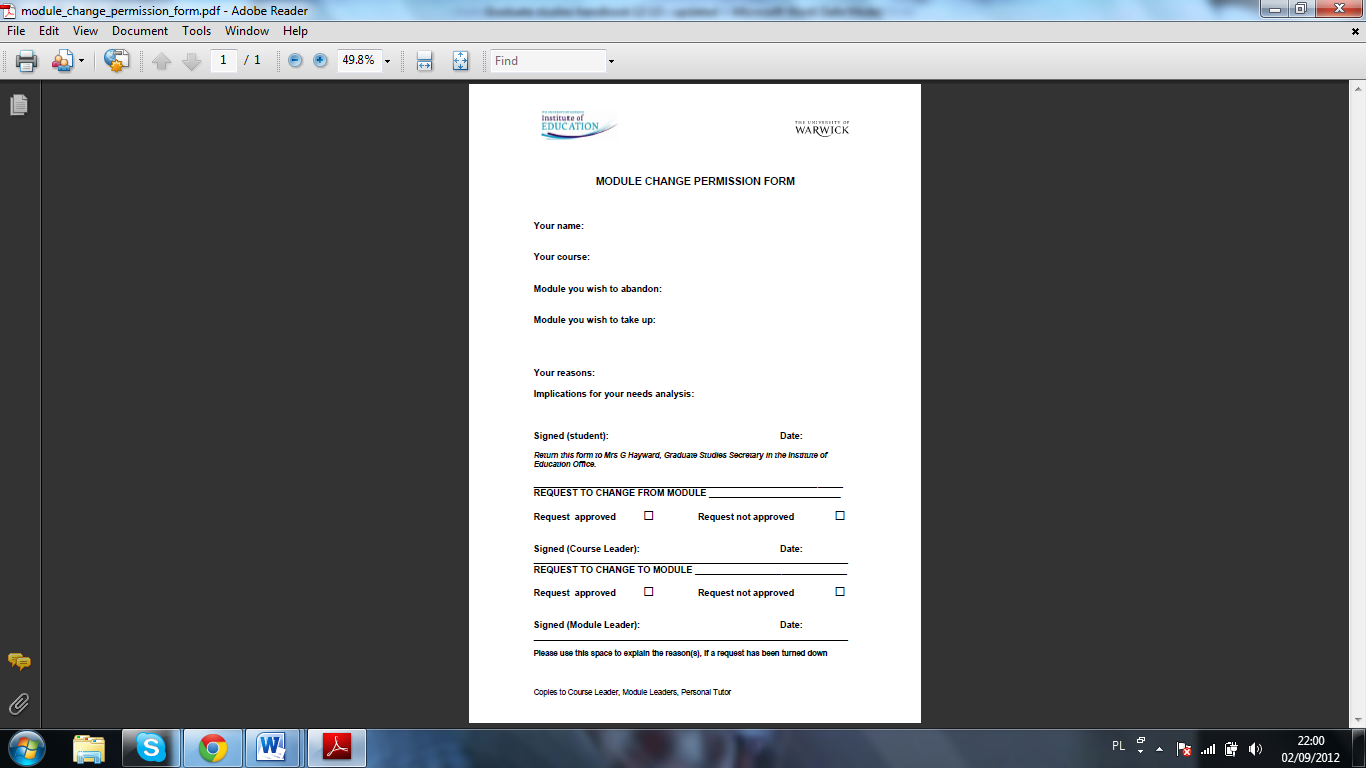 module_change_permission_form.pdf - Adobe Reader
File Edit View Document Tools Window Help
1 / 1 49.8% Find
Institute of
EDUCATION
THE UNIVERSITY OF
WARWICK
MODULE CHANGE PERMISSION FORM
Your name:
Your course:
Module you wish to abandon:
Module you wish to take up:
Your reasons:
Implications for your needs analysis:
Signed (student): Date:
Return this form to Mrs G Hayward, Graduate Studies Secretary in the Institute of
Education Office.
REQUEST TO CHANGE FROM MODULE
Request approved Request not approved
Signed (Course Leader): Date:
REQUEST TO CHANGE TO MODULE
Request approved Request not approved
Signed (Module Leader): Date:
Please use this space to explain the reason(s), if a request has been turned down
Copies to Course Leader, Module Leaders, Personal Tutor
PL 22:00
02/09/2012